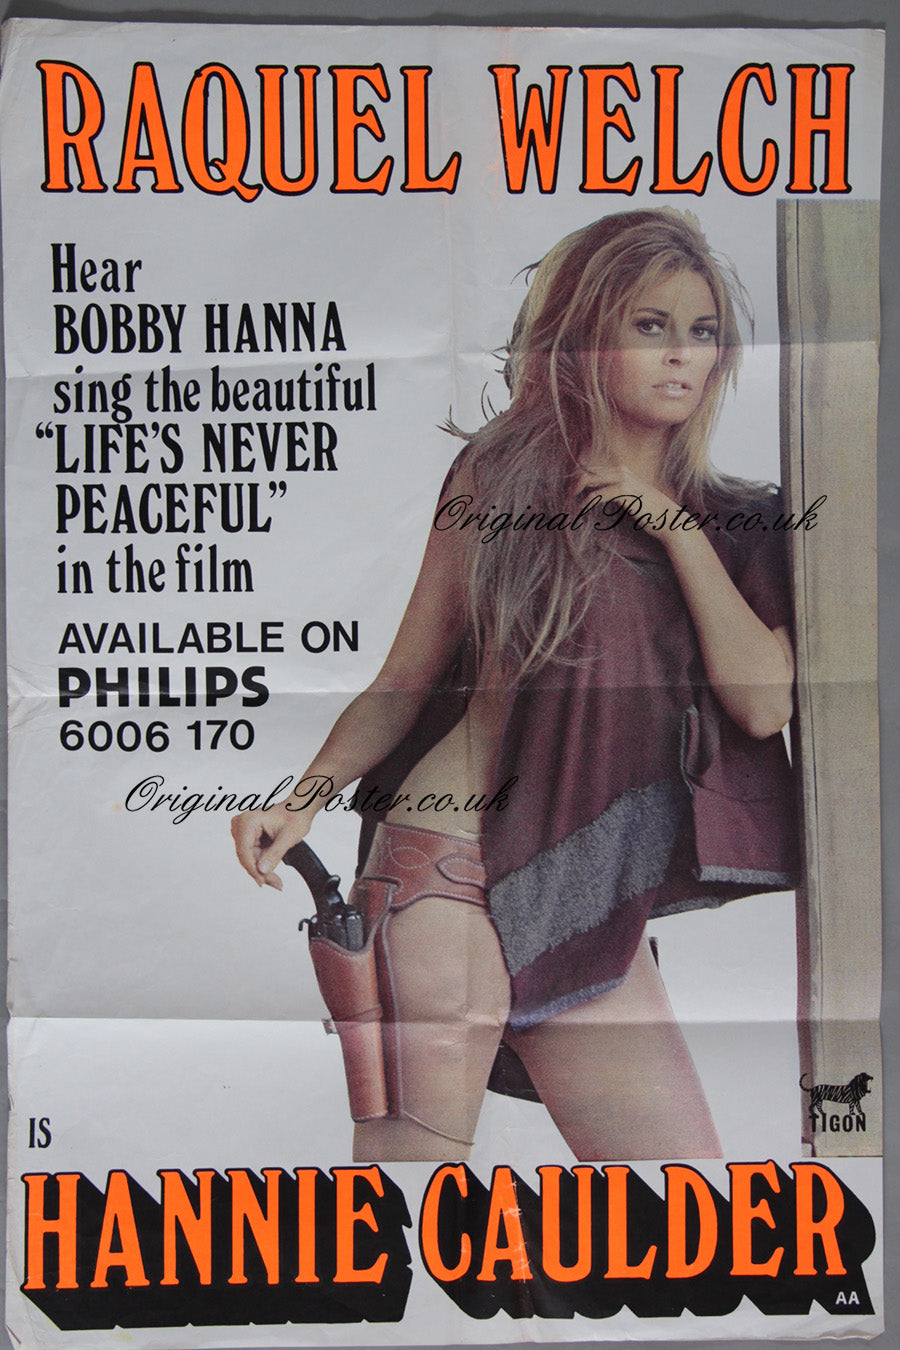 RAQUEL WELCH
Hear
BOBBY HANNA
sing the beautiful
“LIFE’S NEVER
PEACEFUL”
in the film
AVAILABLE ON
PHILIPS
6006 170
Original Poster.co.uk
Original Poster.co.uk
TIGON
IS
HANNIE CAULDER
AA